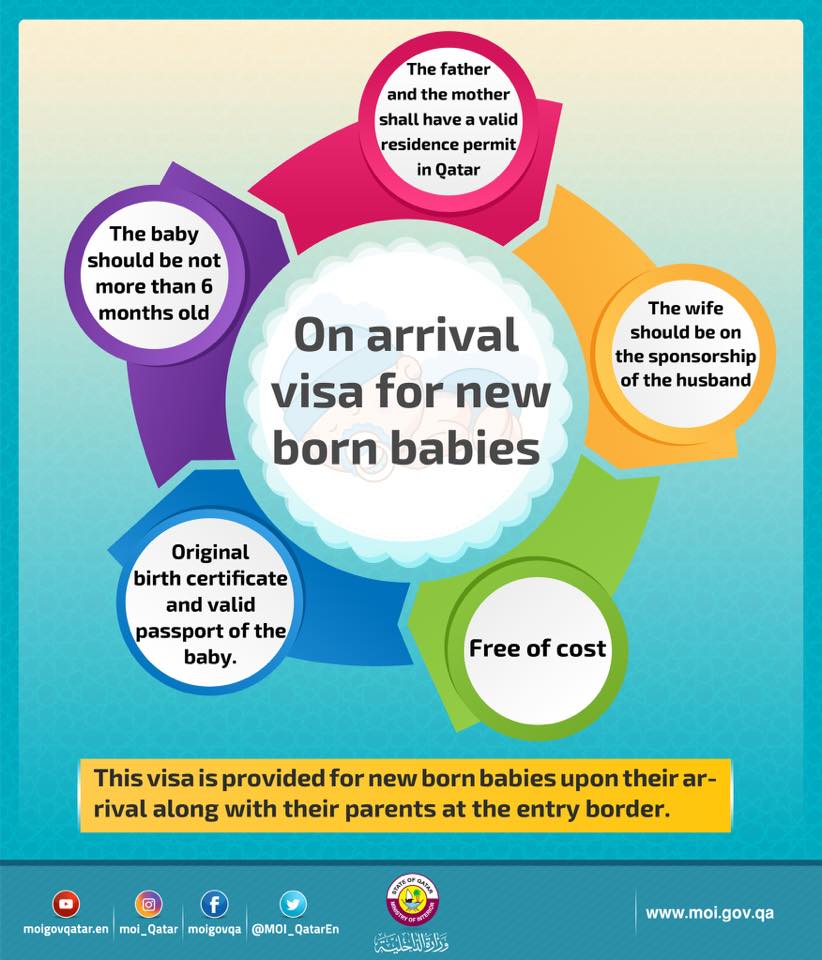 The father
and the mother
shall have a valid
residence permit
in Qatar
The wife
should be on
the sponsorship
of the husband
Free of cost
Original
birth certificate
and valid
passport of the
baby.
The baby
should be not
more than 6
months old
On arrival
visa for new
born babies
This visa is provided for new born babies upon their ar-
rival along with their parents at the entry border.
moigovqatar.en
moi_Qatar
moigovqa
@MOI_QatarEn
STATE OF QATAR
MINISTRY OF INTERIOR
وزارة الداخلية
www.moi.gov.qa